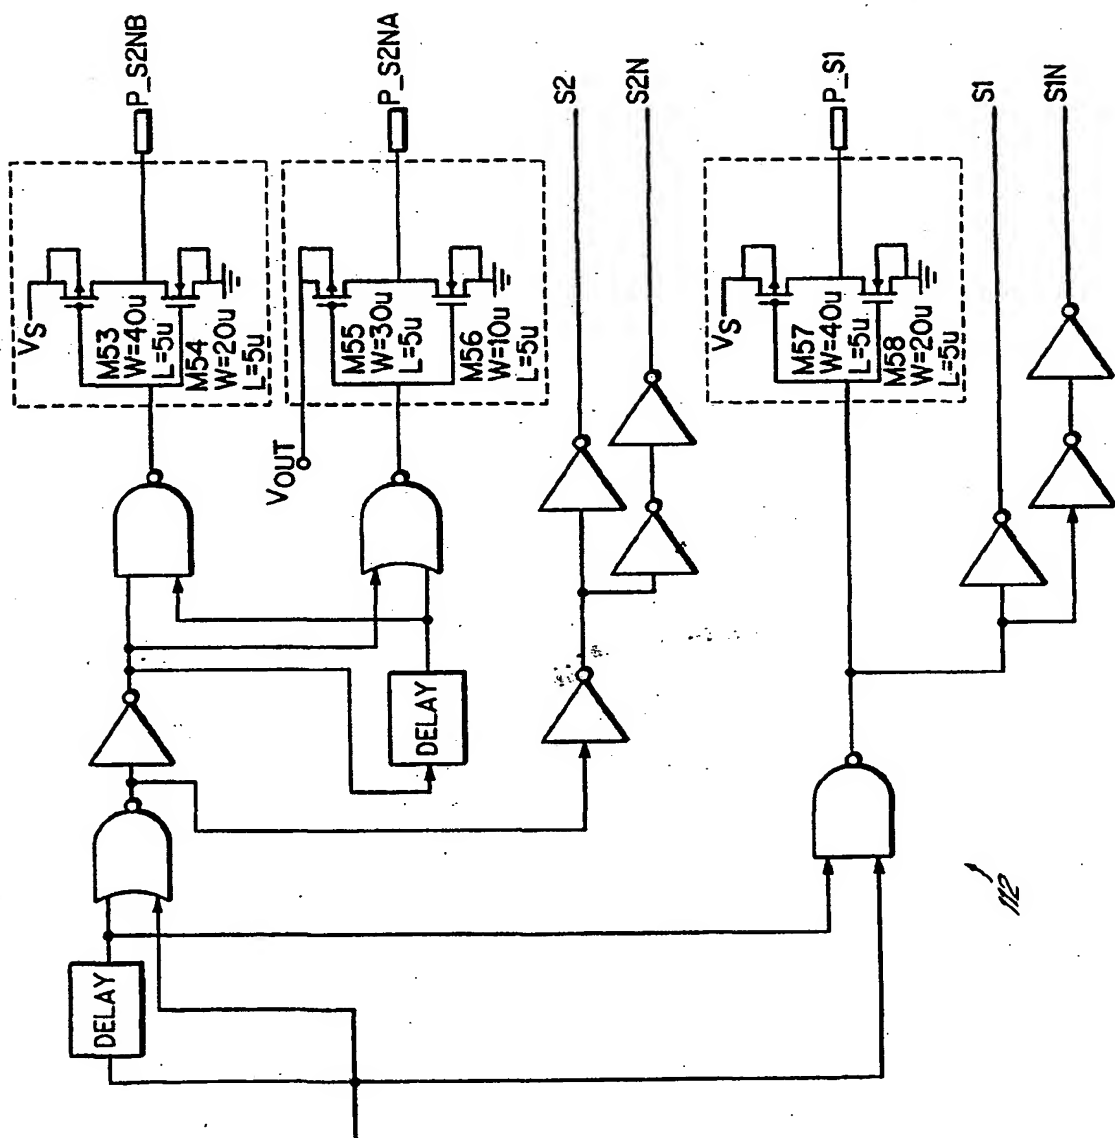 P_S2NB
P_S2NA
S2
S2N
P_S1
S1
S1N
VS
M53
W=40u
L=5u
M54
W=20u
L=5u
M55
W=30u
L=5u
M56
W=10u
L=5u
VOUT
VS
M57
W=40u
L=5u
M58
W=20u
L=5u
DELAY
DELAY
112